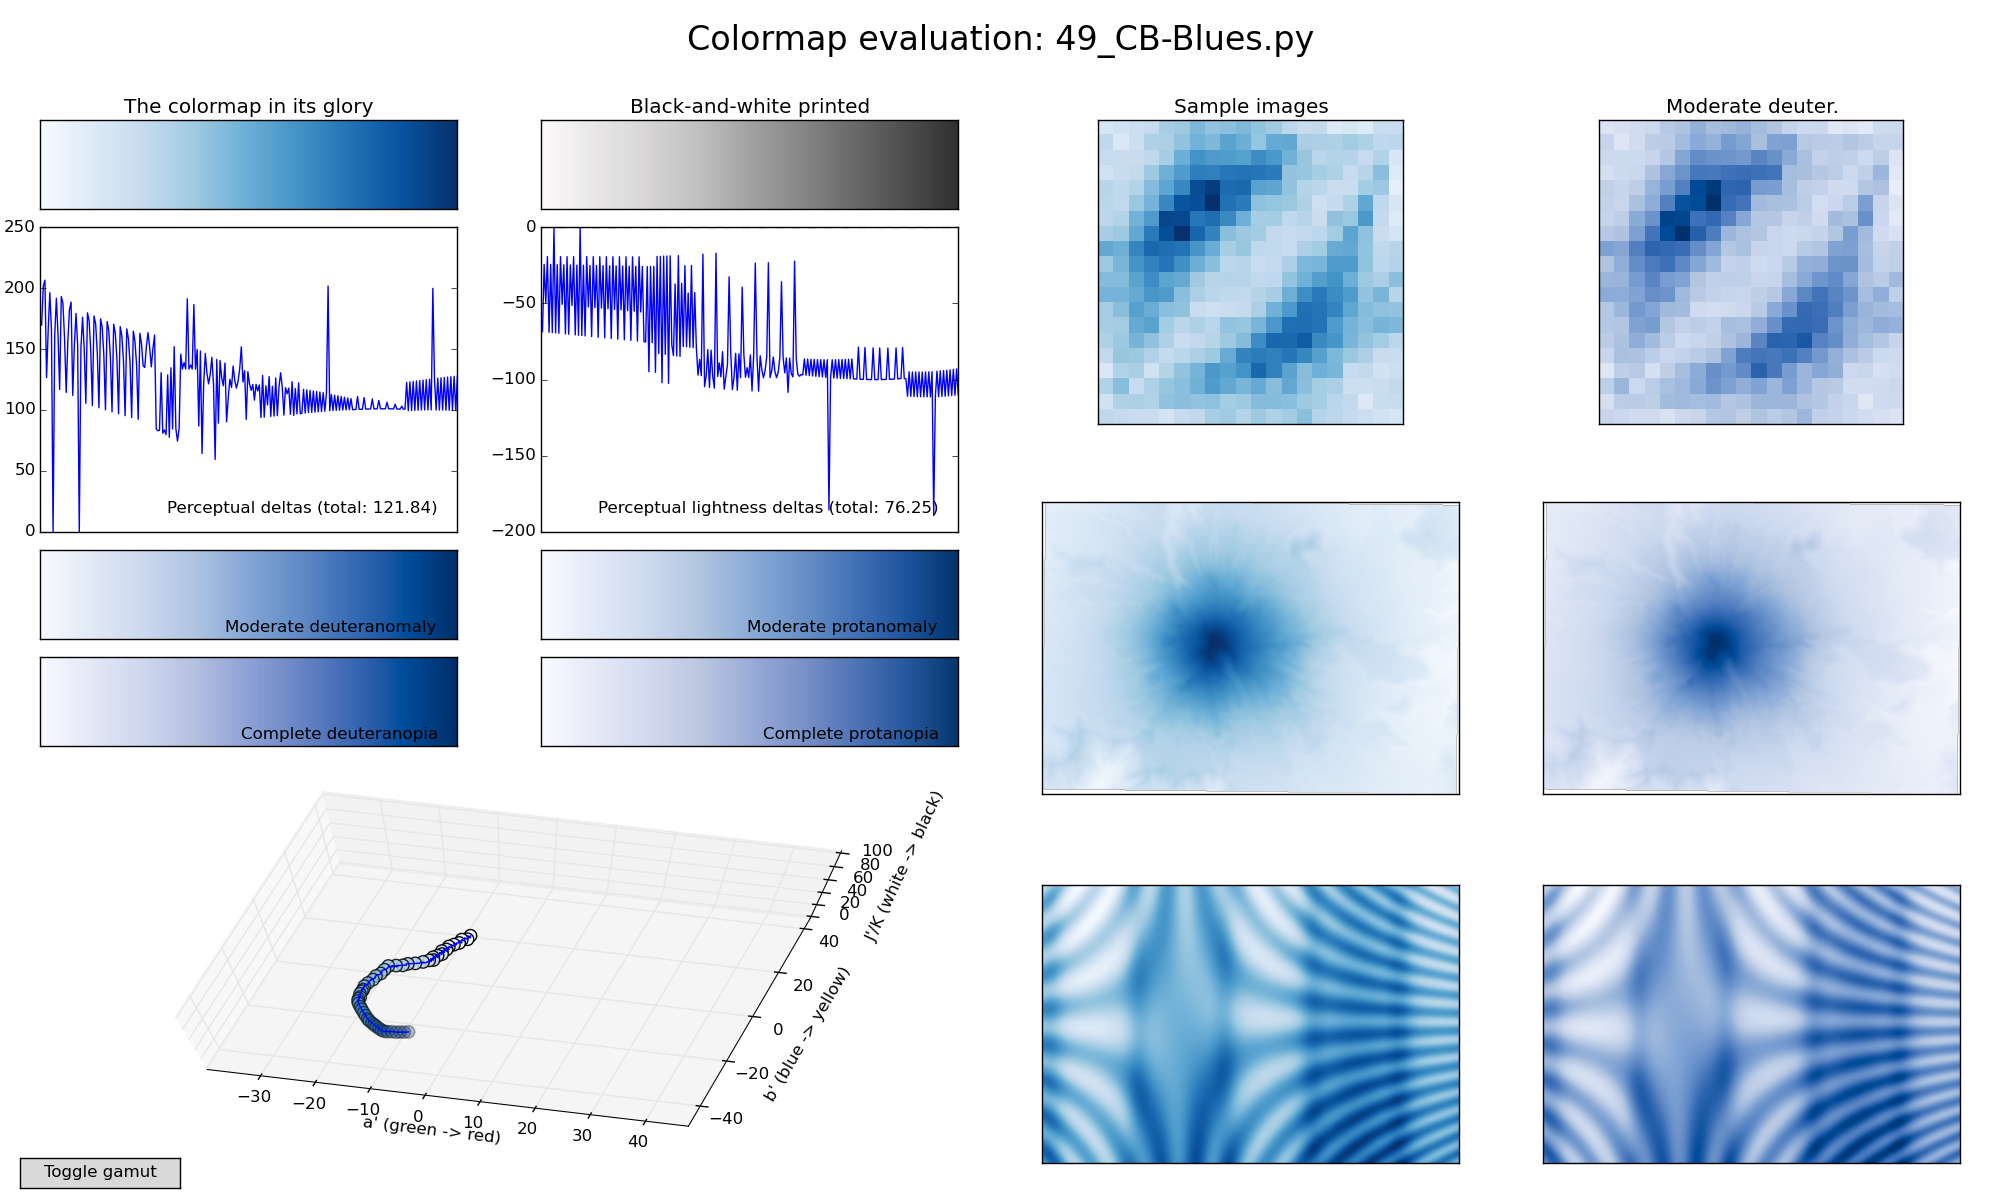 Colormap evaluation: 49_CB-Blues.py
The colormap in its glory
Black-and-white printed
Sample images
Moderate deuter.
250
200
150
100
50
0
Perceptual deltas (total: 121.84)
0
−50
−100
−150
−200
Perceptual lightness deltas (total: 76.25)
Moderate deuteranomaly
Moderate protanomaly
Complete deuteranopia
Complete protanopia
100
80
60
40
20
0
J'/K (white -> black)
40
20
0
−20
−40
b' (blue -> yellow)
−30
−20
−10
0
10
20
30
40
a' (green -> red)
Toggle gamut